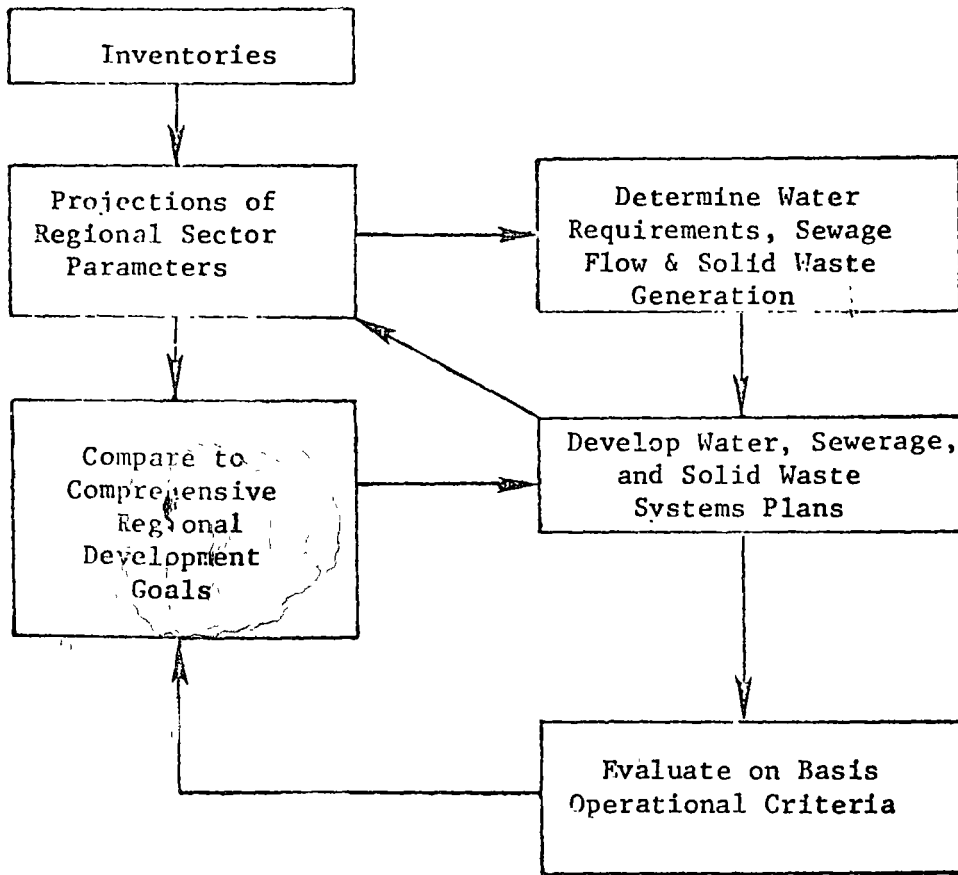 Inventories
Projections of
Regional Sector
Parameters
Determine Water
Requirements, Sewage
Flow & Solid Waste
Generation
Compare to
Comprehensive
Regional
Development
Goals
Develop Water, Sewerage,
and Solid Waste
Systems Plans
Evaluate on Basis
Operational Criteria